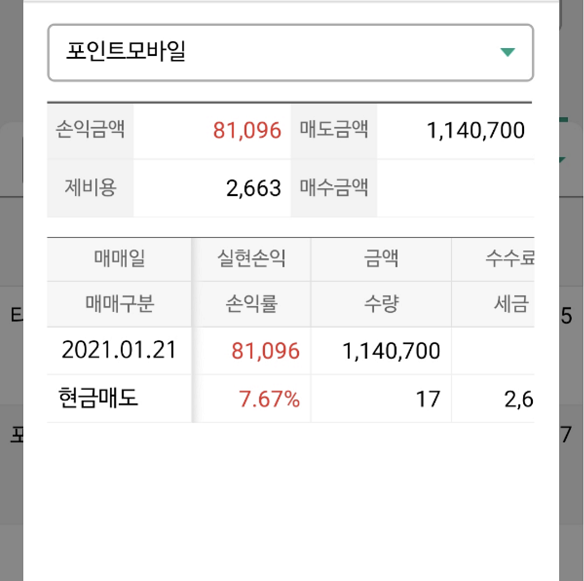 포인트모바일
손익금액 81,096 매도금액 1,140,700
제비용 2,663 매수금액
매매일 실현손익 금액 수수료
매매구분 손익률 수량 세금
2021.01.21 81,096 1,140,700
현금매도 7.67% 17 2,6
5
7